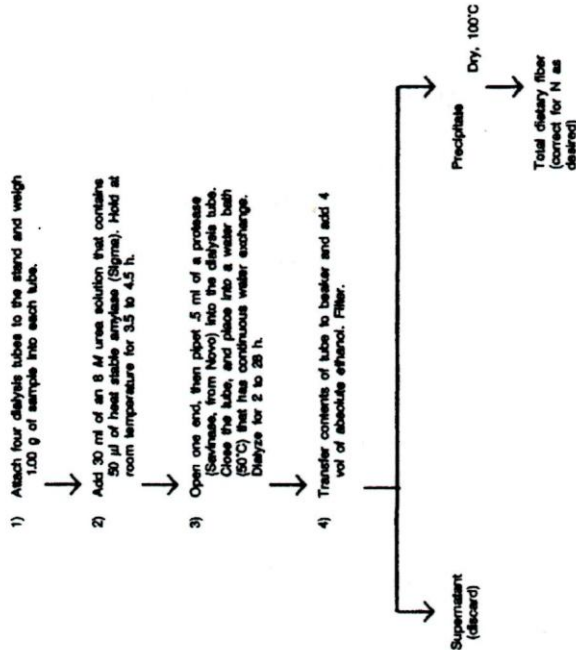 1) Attach four dialysis tubes to the stand and weigh
1.00 g of sample into each tube.
2) Add 30 ml of an 8 M urea solution that contains
50 µl of heat stable amylase (Sigma). Hold at
room temperature for 3.5 to 4.5 h.
3) Open one end, then pipet .5 ml of a protease
(Savinase, from Novo) into the dialysis tube.
Close the tube, and place into a water bath
(50°C) that has continuous water exchange.
Dialyze for 2 to 28 h.
4) Transfer contents of tube to beaker and add 4
vol of absolute ethanol. Filter.
Supernatant
(discard)
Precipitate
Dry, 100°C
Total dietary fiber
(correct for N as
desired)